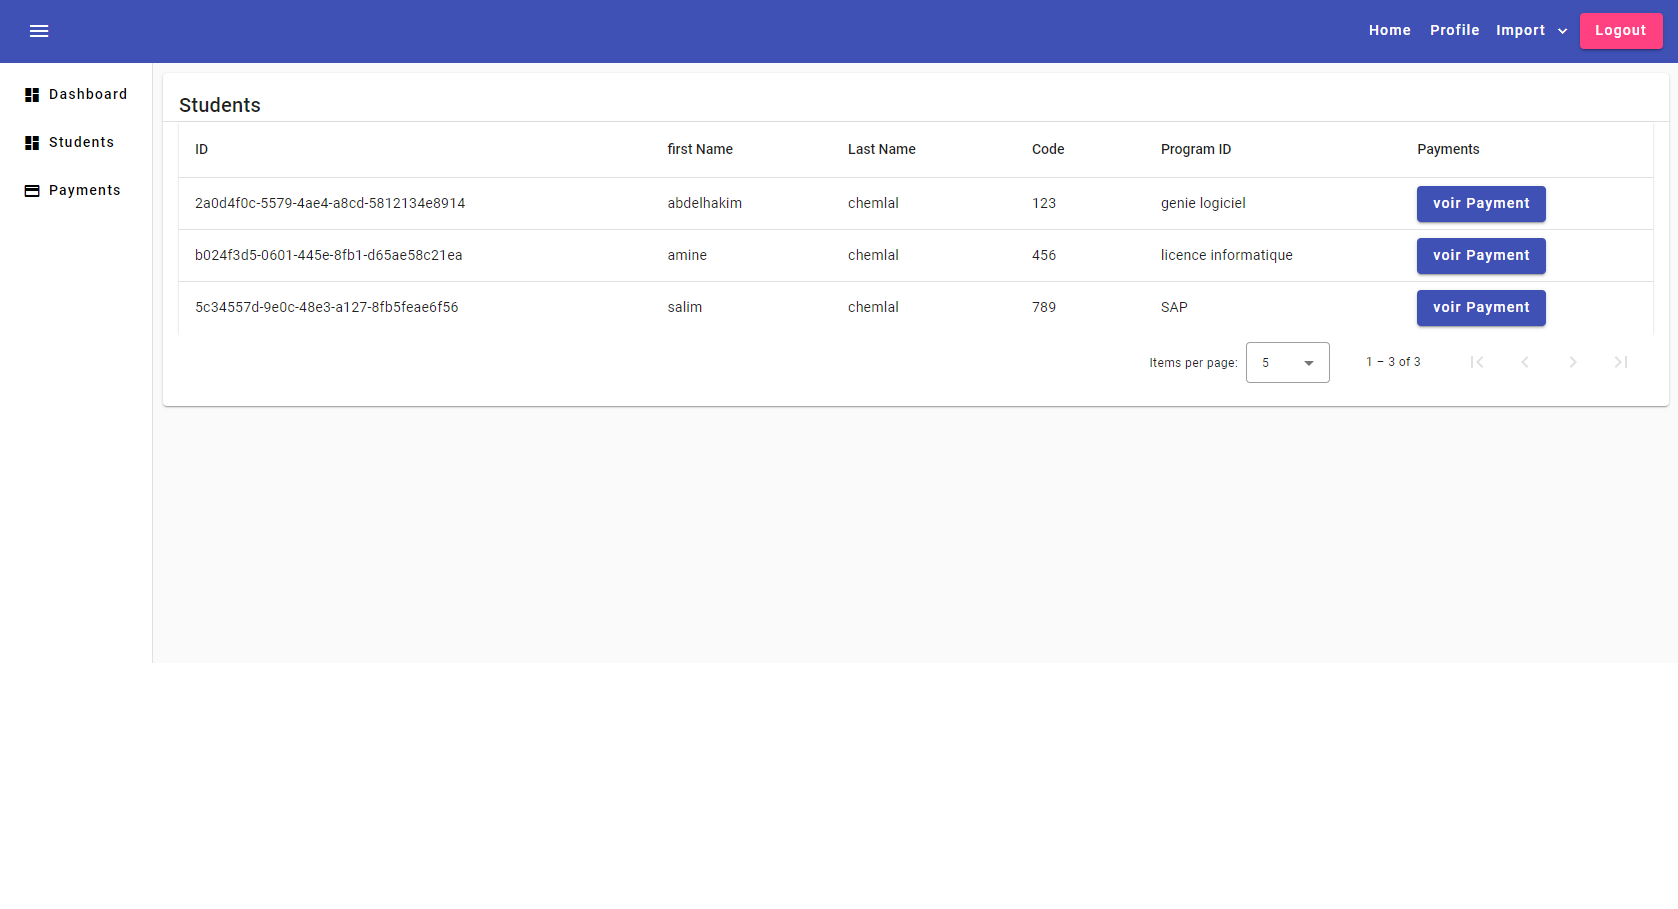 Home Profile Import Logout
Dashboard
Students
Payments
Students
ID first Name Last Name Code Program ID Payments
2a0d4f0c-5579-4ae4-a8cd-5812134e8914 abdelhakim chemlal 123 genie logiciel voir Payment
b024f3d5-0601-445e-8fb1-d65ae58c21ea amine chemlal 456 licence informatique voir Payment
5c34557d-9e0c-48e3-a127-8fb5feae6f56 salim chemlal 789 SAP voir Payment
Items per page: 5 1 – 3 of 3